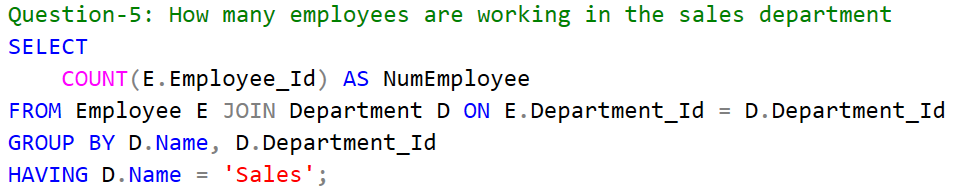 Question-5: How many employees are working in the sales department
SELECT
    COUNT(E.Employee_Id) AS NumEmployee
FROM Employee E JOIN Department D ON E.Department_Id = D.Department_Id
GROUP BY D.Name, D.Department_Id
HAVING D.Name = 'Sales';